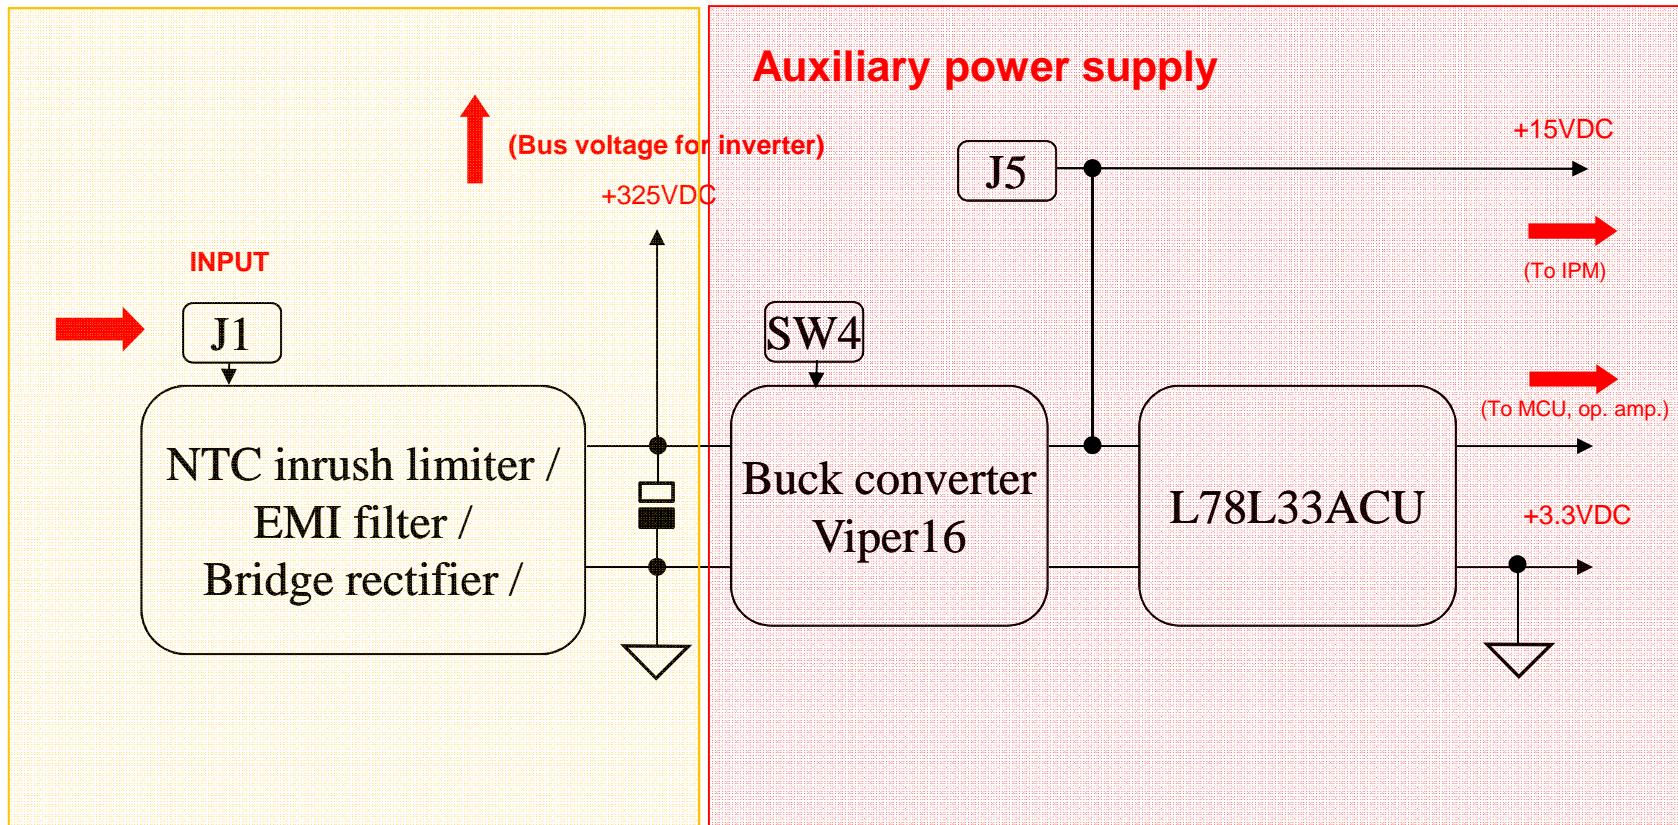 Auxiliary power supply
+15VDC
(Bus voltage for inverter)
J5
+325VDC
(To IPM)
INPUT
J1
SW4
(To MCU, op. amp.)
NTC inrush limiter /
EMI filter /
Bridge rectifier /
Buck converter
Viper16
L78L33ACU
+3.3VDC